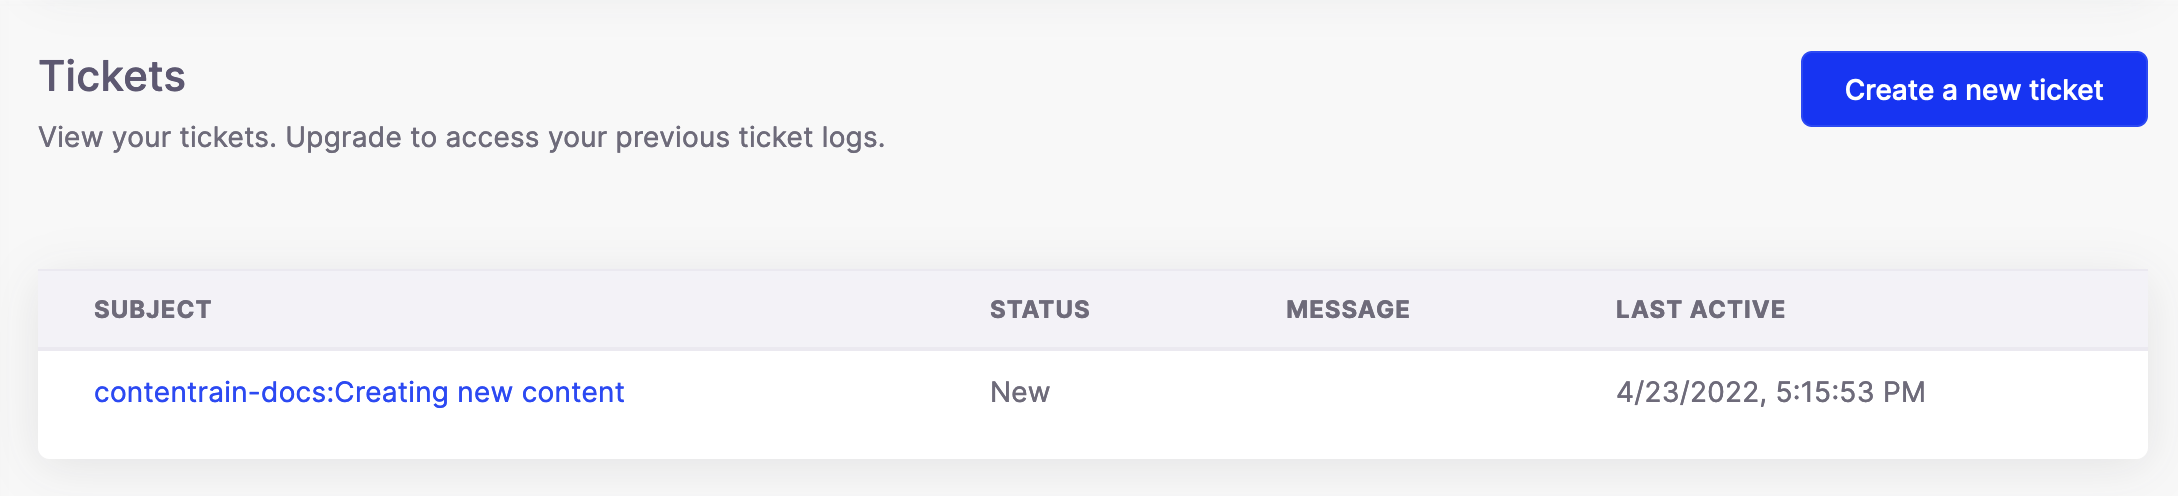 Tickets
Create a new ticket
View your tickets. Upgrade to access your previous ticket logs.
SUBJECT STATUS MESSAGE LAST ACTIVE
contentrain-docs:Creating new content New 4/23/2022, 5:15:53 PM